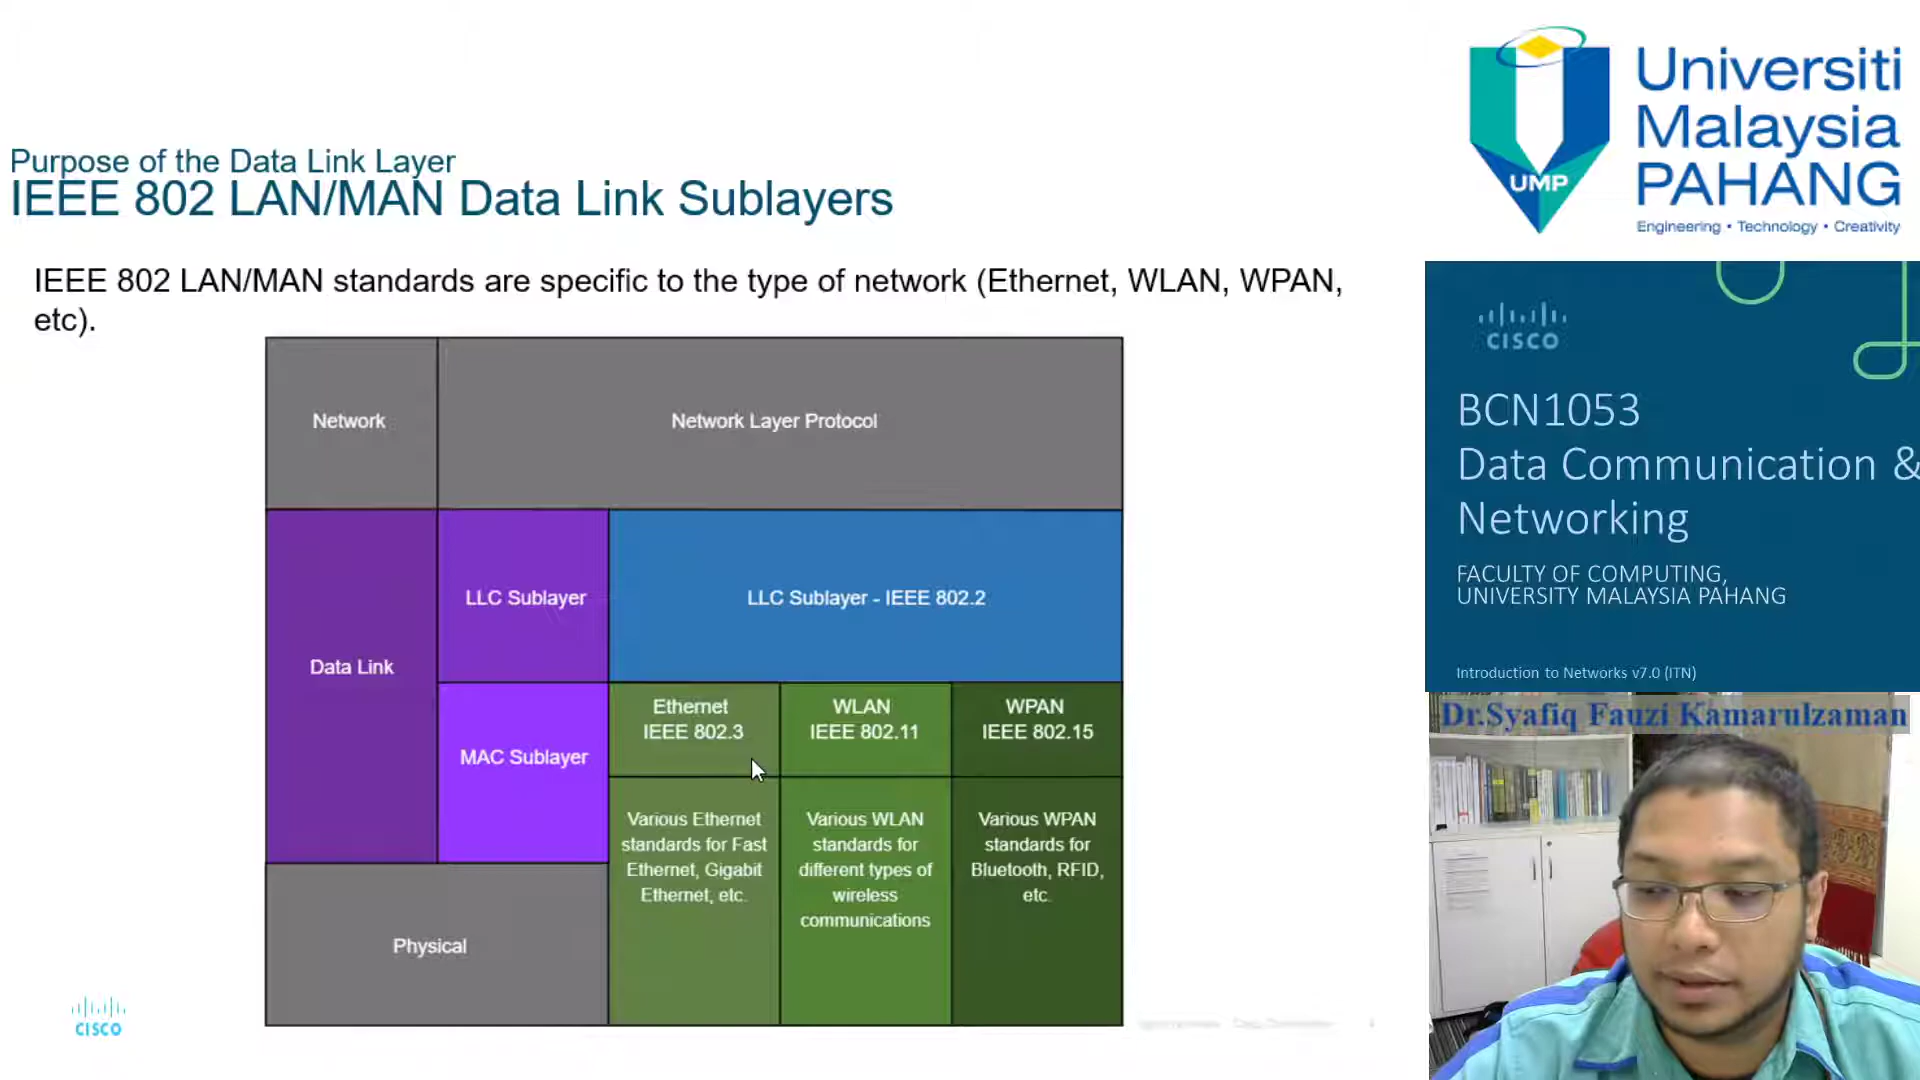 Purpose of the Data Link Layer
IEEE 802 LAN/MAN Data Link Sublayers
IEEE 802 LAN/MAN standards are specific to the type of network (Ethernet, WLAN, WPAN,
etc).
Network
Network Layer Protocol
Data Link
LLC Sublayer
LLC Sublayer - IEEE 802.2
MAC Sublayer
Ethernet
IEEE 802.3
WLAN
IEEE 802.11
WPAN
IEEE 802.15
Various Ethernet
standards for Fast
Ethernet, Gigabit
Ethernet, etc.
Various WLAN
standards for
different types of
wireless
communications
Various WPAN
standards for
Bluetooth, RFID,
etc.
Physical
CISCO
UMP
Universiti
Malaysia
PAHANG
Engineering • Technology • Creativity
CISCO
BCN1053
Data Communication &
Networking
FACULTY OF COMPUTING,
UNIVERSITY MALAYSIA PAHANG
Introduction to Networks v7.0 (ITN)
Dr.Syafiq Fauzi Kamarulzaman